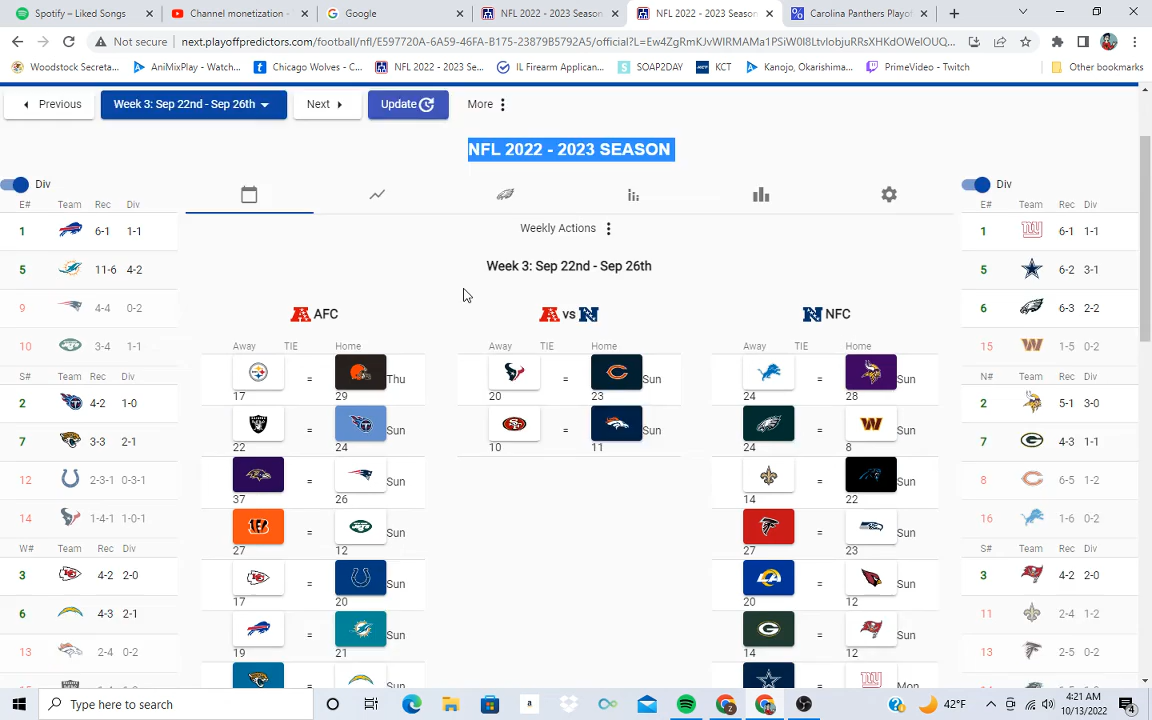 Spotify – Liked Songs
Channel monetization -
Google
NFL 2022 - 2023 Season
NFL 2022 - 2023 Season
Carolina Panthers Playof
Not secure
next.playoffpredictors.com/football/nfl/E597720A-6A59-46FA-B175-23879B5792A5/official?L=Ew4ZgRmKJvWIRMAMa1PSiW0I8LtvIobjuRRsXHKdOWeIOUQ...
Woodstock Secreta...
AniMixPlay - Watch...
Chicago Wolves - C...
NFL 2022 - 2023 Se...
IL Firearm Applican...
SOAP2DAY
KCT
Kanojo, Okarishima...
PrimeVideo - Twitch
Other bookmarks
Previous
Week 3: Sep 22nd - Sep 26th
Next
Update
More
NFL 2022 - 2023 SEASON
Div
E# Team Rec Div
1 6-1 1-1
5 11-6 4-2
9 4-4 0-2
10 3-4 1-1
S# Team Rec Div
2 4-2 1-0
7 3-3 2-1
12 2-3-1 0-3-1
14 1-4-1 1-0-1
W# Team Rec Div
3 4-2 2-0
6 4-3 2-1
13 2-4 0-2
Weekly Actions
Week 3: Sep 22nd - Sep 26th
AFC
Away TIE Home
= Thu
17 29
= Sun
22 24
= Sun
37 26
= Sun
27 12
= Sun
17 20
= Sun
19 21
=
A vs N
Away TIE Home
= Sun
20 23
= Sun
10 11
NFC
Away TIE Home
= Sun
24 28
= Sun
24 8
= Sun
14 22
= Sun
27 23
= Sun
20 12
= Sun
14 12
= Mon
Div
E# Team Rec Div
1 6-1 1-1
5 6-2 3-1
6 6-3 2-2
15 1-5 0-2
N# Team Rec Div
2 5-1 3-0
7 4-3 1-1
8 6-5 1-2
16 1-6 0-2
S# Team Rec Div
3 4-2 2-0
11 2-4 1-2
13 2-5 0-2
Type here to search
42°F
4:21 AM
10/13/2022
4